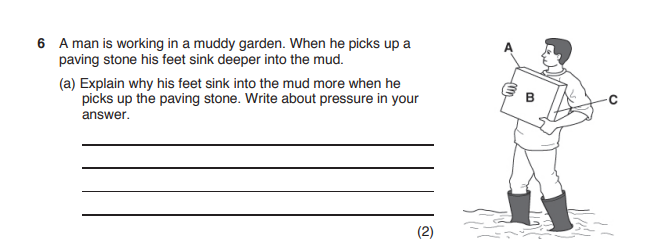 6 A man is working in a muddy garden. When he picks up a
paving stone his feet sink deeper into the mud.
(a) Explain why his feet sink into the mud more when he
picks up the paving stone. Write about pressure in your
answer.
(2)
A
B
C